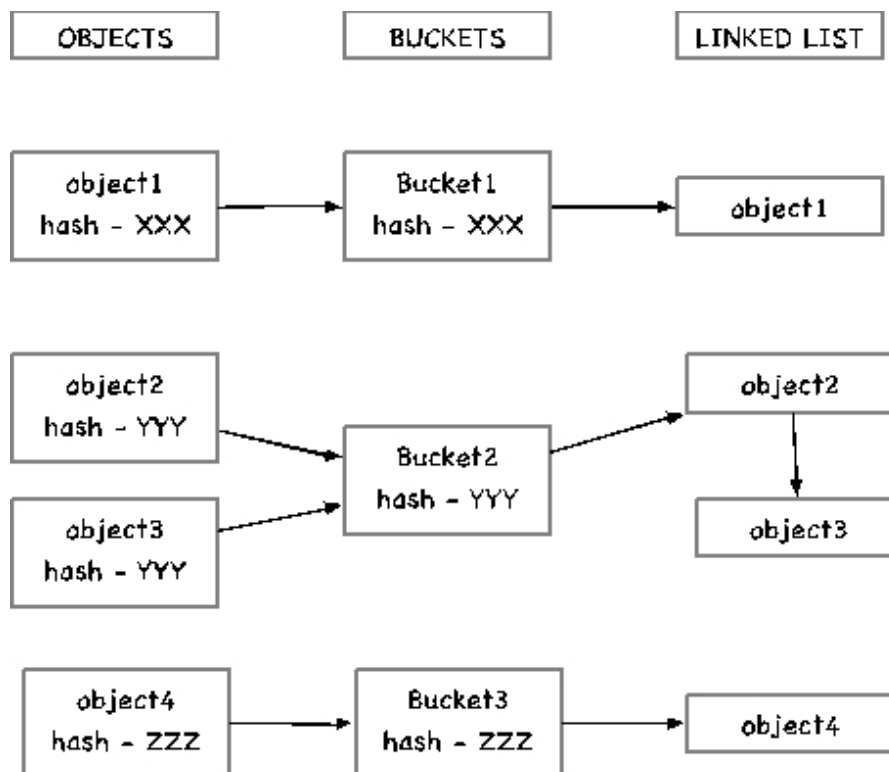 OBJECTS
BUCKETS
LINKED LIST
object1
hash - XXX
Bucket1
hash - XXX
object1
object2
hash - YYY
Bucket2
hash - YYY
object2
object3
hash - YYY
object3
object4
hash - ZZZ
Bucket3
hash - ZZZ
object4